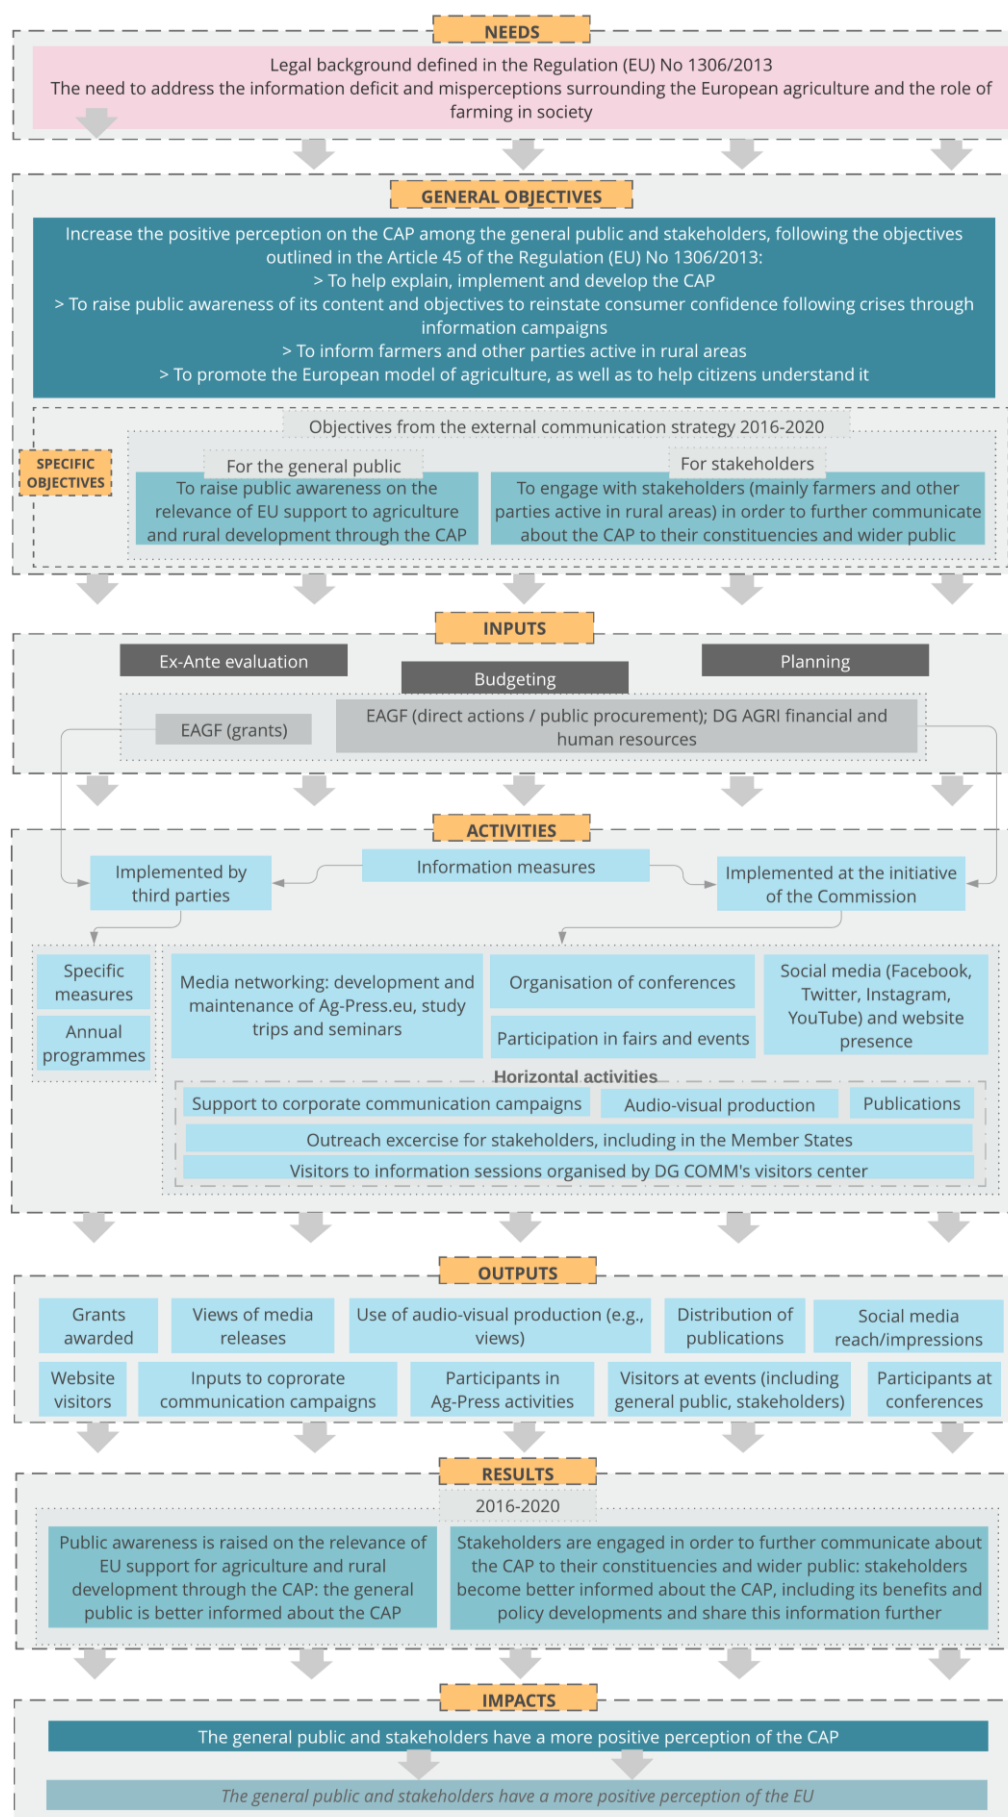 NEEDS
Legal background defined in the Regulation (EU) No 1306/2013
The need to address the information deficit and misperceptions surrounding the European agriculture and the role of
farming in society
GENERAL OBJECTIVES
Increase the positive perception on the CAP among the general public and stakeholders, following the objectives
outlined in the Article 45 of the Regulation (EU) No 1306/2013:
> To help explain, implement and develop the CAP
> To raise public awareness of its content and objectives to reinstate consumer confidence following crises through
information campaigns
> To inform farmers and other parties active in rural areas
> To promote the European model of agriculture, as well as to help citizens understand it
Objectives from the external communication strategy 2016-2020
SPECIFIC
OBJECTIVES
For the general public
To raise public awareness on the
relevance of EU support to agriculture
and rural development through the CAP
For stakeholders
To engage with stakeholders (mainly farmers and other
parties active in rural areas) in order to further communicate
about the CAP to their constituencies and wider public
INPUTS
Ex-Ante evaluation
Budgeting
Planning
EAGF (grants)
EAGF (direct actions / public procurement); DG AGRI financial and
human resources
ACTIVITIES
Information measures
Implemented by
third parties
Implemented at the initiative
of the Commission
Specific
measures
Annual
programmes
Media networking: development and
maintenance of Ag-Press.eu, study
trips and seminars
Organisation of conferences
Participation in fairs and events
Social media (Facebook,
Twitter, Instagram,
YouTube) and website
presence
Horizontal activities
Support to corporate communication campaigns
Audio-visual production
Publications
Outreach excercise for stakeholders, including in the Member States
Visitors to information sessions organised by DG COMM's visitors center
OUTPUTS
Grants
awarded
Views of media
releases
Use of audio-visual production (e.g.,
views)
Distribution of
publications
Social media
reach/impressions
Website
visitors
Inputs to coprorate
communication campaigns
Participants in
Ag-Press activities
Visitors at events (including
general public, stakeholders)
Participants at
conferences
RESULTS
2016-2020
Public awareness is raised on the relevance of
EU support for agriculture and rural
development through the CAP: the general
public is better informed about the CAP
Stakeholders are engaged in order to further communicate about
the CAP to their constituencies and wider public: stakeholders
become better informed about the CAP, including its benefits and
policy developments and share this information further
IMPACTS
The general public and stakeholders have a more positive perception of the CAP
The general public and stakeholders have a more positive perception of the EU